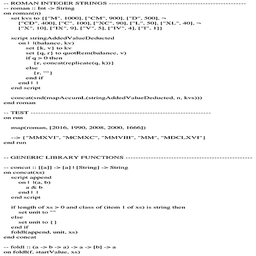 -- ROMAN INTEGER STRINGS --------------------------------------------------
-- roman :: Int -> String
on roman(n)
set kvs to {["M", 1000], ["CM", 900], ["D", 500], ¬
["CD", 400], ["C", 100], ["XC", 90], ["L", 50], ["XL", 40], ¬
["X", 10], ["IX", 9], ["V", 5], ["IV", 4], ["I", 1]}
script stringAddedValueDeducted
on |λ|(balance, kv)
set {k, v} to kv
set {q, r} to quotRem(balance, v)
if q > 0 then
{r, concat(replicate(q, k))}
else
{r, ""}
end if
end |λ|
end script
concat(snd(mapAccumL(stringAddedValueDeducted, n, kvs)))
end roman
-- TEST --------------------------------------------------
on run
map(roman, [2016, 1990, 2008, 2000, 1666])
--> {"MMXVI", "MCMXC", "MMVIII", "MM", "MDCLXVI"}
end run
-- GENERIC LIBRARY FUNCTIONS --------------------------------------------------
-- concat :: [[a]] -> [a] | [String] -> String
on concat(xs)
script append
on |λ|(a, b)
a & b
end |λ|
end script
if length of xs > 0 and class of (item 1 of xs) is string then
set unit to ""
else
set unit to {}
end if
foldl(append, unit, xs)
end concat
-- foldl :: (a -> b -> a) -> a -> [b] -> a
on foldl(f, startValue, xs)